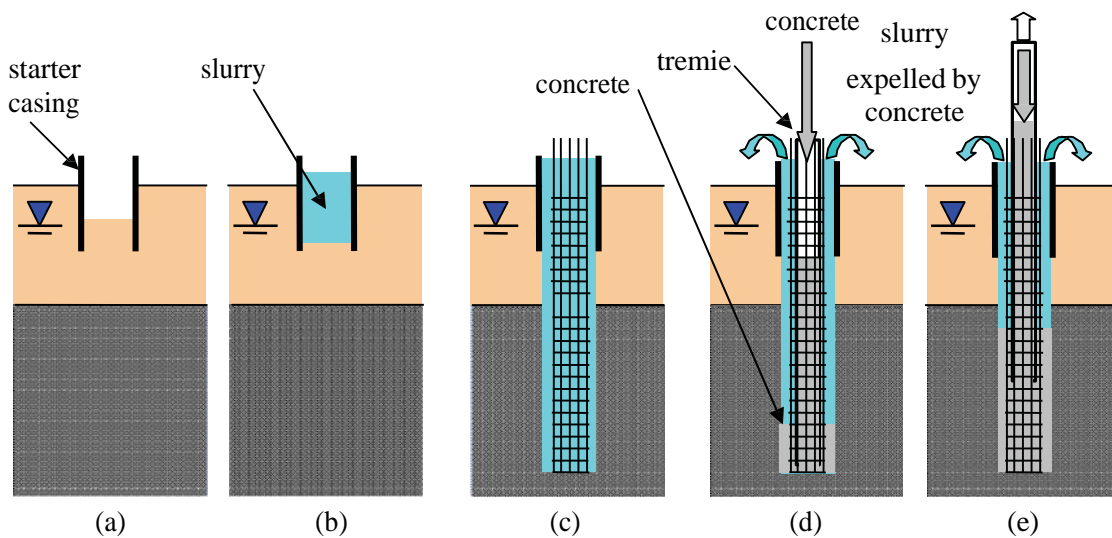 starter
casing
slurry
concrete
tremie
concrete
slurry
expelled by
concrete
(a)
(b)
(c)
(d)
(e)